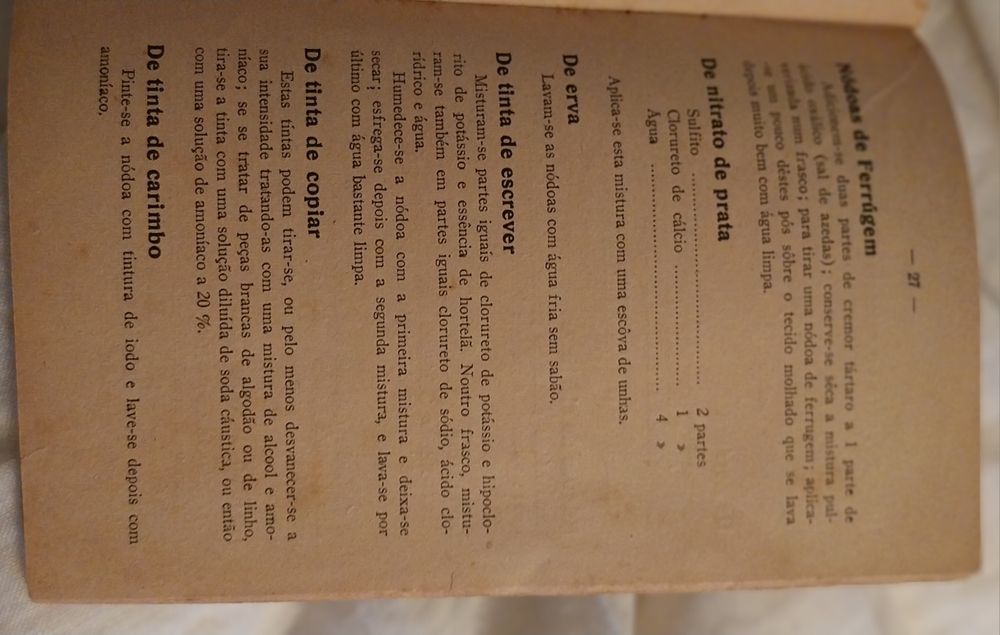 — 27 —
Nódoas de Ferrúgem
Adicionem-se duas partes de cremor tártaro a 1 parte de
ácido oxálico (sal de azedas); conserve-se sêca a mistura pul-
verizada num frasco; para tirar uma nódoa de ferrugem; aplica-
-se um pouco dêstes pós sôbre o tecido molhado que se lava
depois muito bem com água limpa.
De nitrato de prata
Sulfito ........................................ 2 partes
Clorureto de cálcio ........................ 1 »
Água ........................................ 4 »
Aplica-se esta mistura com uma escôva de unhas.
De erva
Lavam-se as nódoas com água fria sem sabão.
De tinta de escrever
Misturam-se partes iguais de clorureto de potássio e hipoclo-
rito de potássio e essência de hortelã. Noutro frasco, mistu-
ram-se também em partes iguais clorureto de sódio, ácido clo-
rídrico e água.
Humedece-se a nódoa com a primeira mistura e deixa-se
secar; esfrega-se depois com a segunda mistura, e lava-se por
último com água bastante limpa.
De tinta de copiar
Estas tíntas podem tirar-se, ou pelo menos desvanecer-se a
sua intensidade tratando-as com uma mistura de alcool e amo-
níaco; se se tratar de peças brancas de algodão ou de linho,
tira-se a tinta com uma solução diluída de soda cáustica, ou então
com uma solução de amoníaco a 20 %.
De tinta de carimbo
Pinte-se a nódoa com tintura de iodo e lave-se depois com
amoníaço.